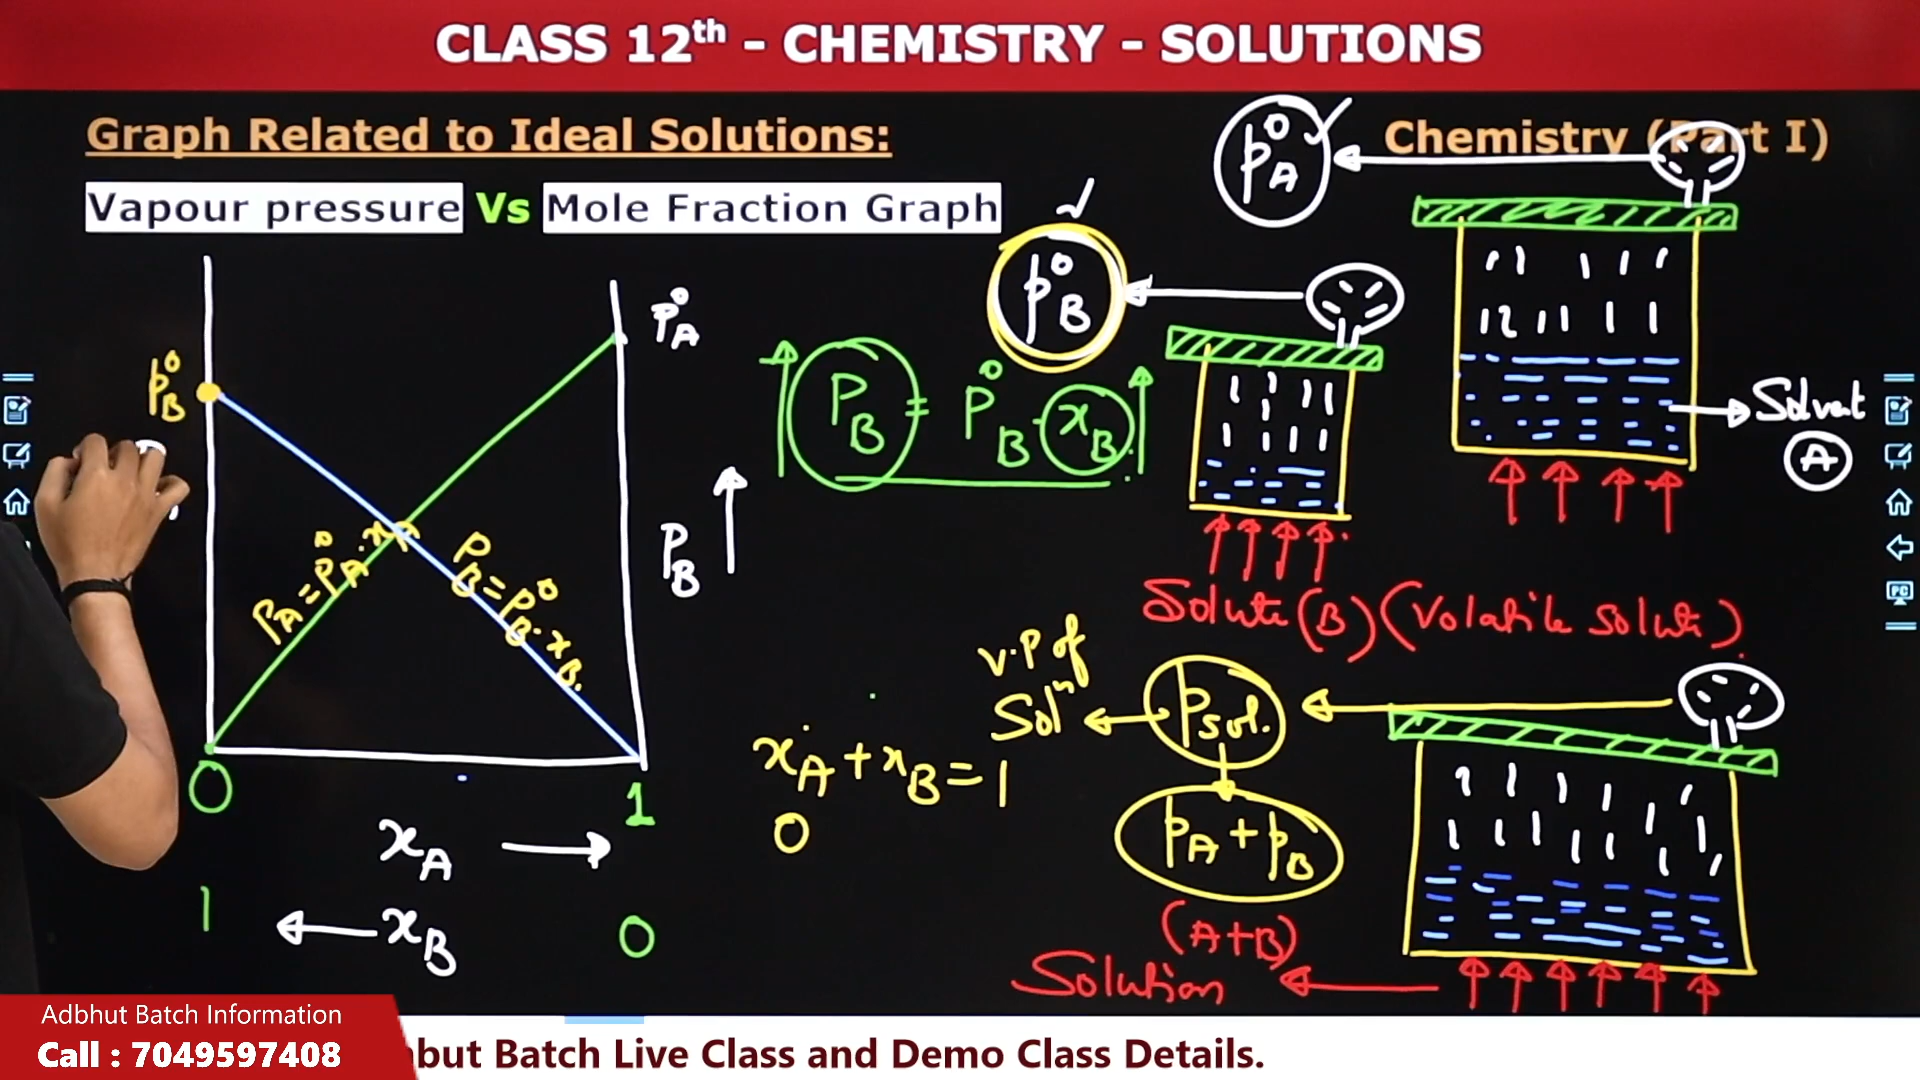 CLASS 12th - CHEMISTRY - SOLUTIONS
Graph Related to Ideal Solutions:
Chemistry (Part I)
Vapour pressure Vs Mole Fraction Graph
p°A
p°B
p°A
p°B
PB = P°B · xB
Solvent
A
PA = P°A · x
PB = P°B · xB.
PB
Solute (B) (Volatile solute)
V.P of
Solⁿ
Psol.
xA + xB = 1
0
PA + PB
(A+B)
Solution
0
1
xA
1
xB
0
Adbhut Batch Information
Call : 7049597408
but Batch Live Class and Demo Class Details.